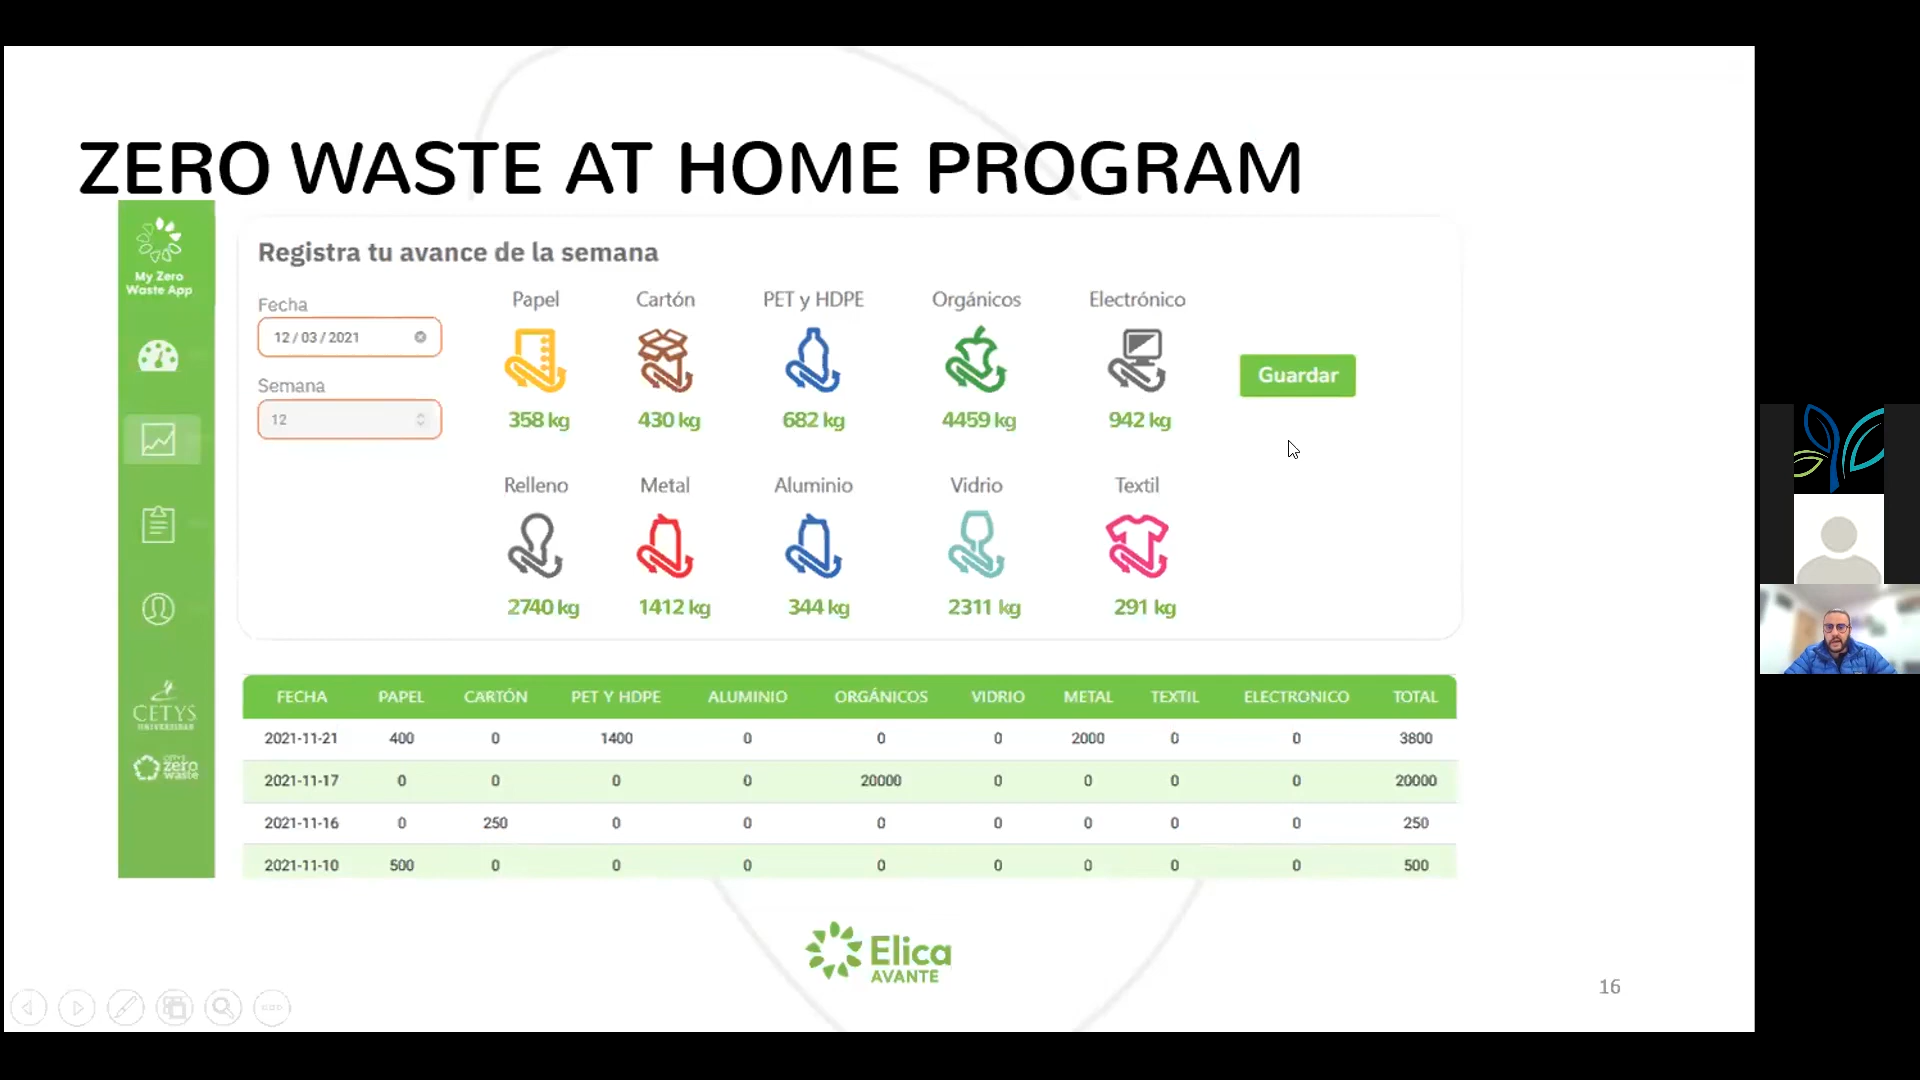 ZERO WASTE AT HOME PROGRAM
My Zero
Waste App
Registra tu avance de la semana
Fecha
12 / 03 / 2021
Semana
12
Papel Cartón PET y HDPE Orgánicos Electrónico
358 kg 430 kg 682 kg 4459 kg 942 kg
Guardar
Relleno Metal Aluminio Vidrio Textil
2740 kg 1412 kg 344 kg 2311 kg 291 kg
FECHA PAPEL CARTÓN PET Y HDPE ALUMINIO ORGÁNICOS VIDRIO METAL TEXTIL ELECTRONICO TOTAL
2021-11-21 400 0 1400 0 0 0 2000 0 0 3800
2021-11-17 0 0 0 0 20000 0 0 0 0 20000
2021-11-16 0 250 0 0 0 0 0 0 0 250
2021-11-10 500 0 0 0 0 0 0 0 0 500
CETYS
UNIVERSIDAD
zero
waste
Elica
AVANTE
16